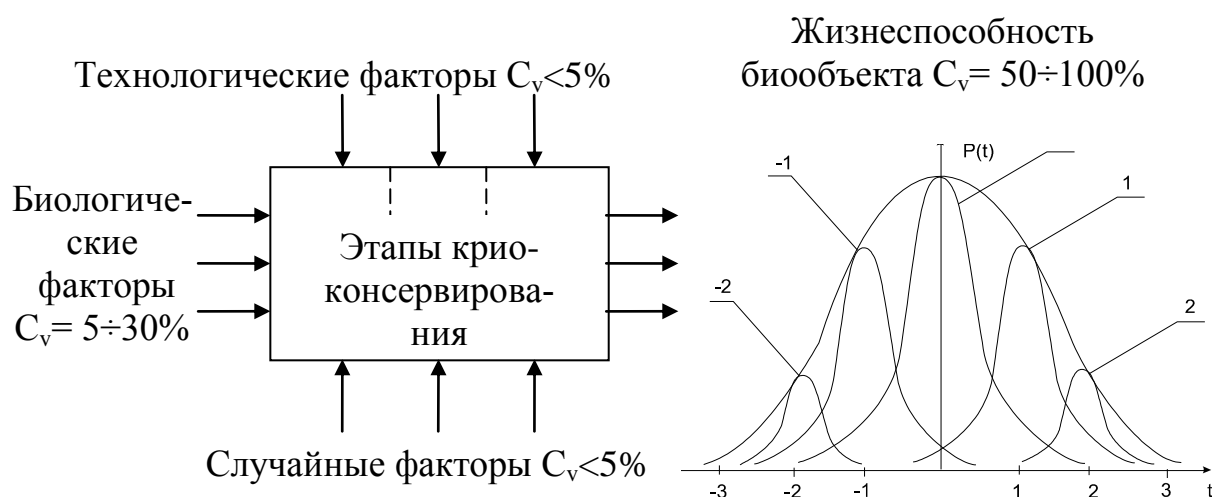 Технологические факторы Cv<5%
Биологиче-
ские
факторы
Cv= 5÷30%
Этапы крио-
консервирова-
ния
Случайные факторы Cv<5%
Жизнеспособность
биообъекта Cv= 50÷100%
P(t)
-1
1
-2
2
-3
-2
-1
1
2
3
t